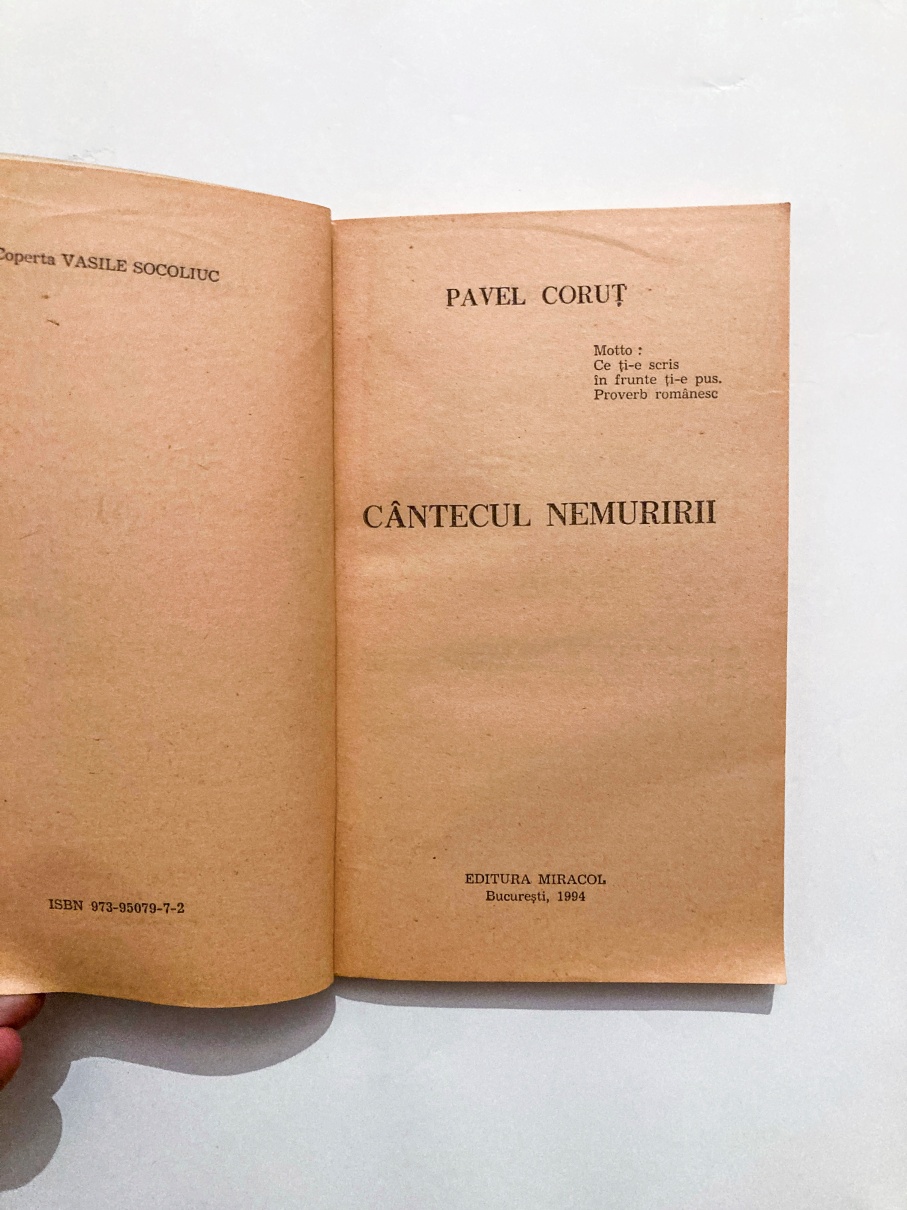 Coperta VASILE SOCOLIUC
ISBN 973-95079-7-2
PAVEL CORUȚ
Motto :
Ce ți-e scris
în frunte ți-e pus.
Proverb românesc
CÂNTECUL NEMURIRII
EDITURA MIRACOL
București, 1994